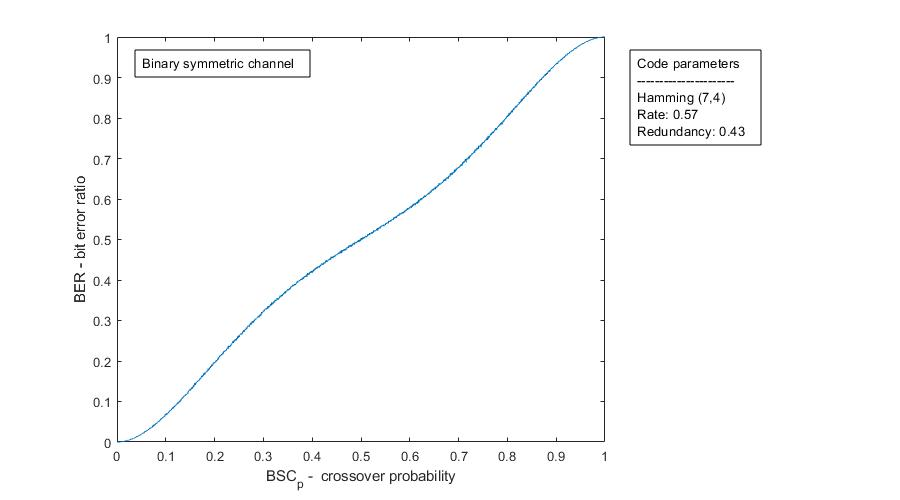 Binary symmetric channel
Code parameters
----------------------
Hamming (7,4)
Rate: 0.57
Redundancy: 0.43
BER - bit error ratio
1
0.9
0.8
0.7
0.6
0.5
0.4
0.3
0.2
0.1
0
0 0.1 0.2 0.3 0.4 0.5 0.6 0.7 0.8 0.9 1
BSCp - crossover probability